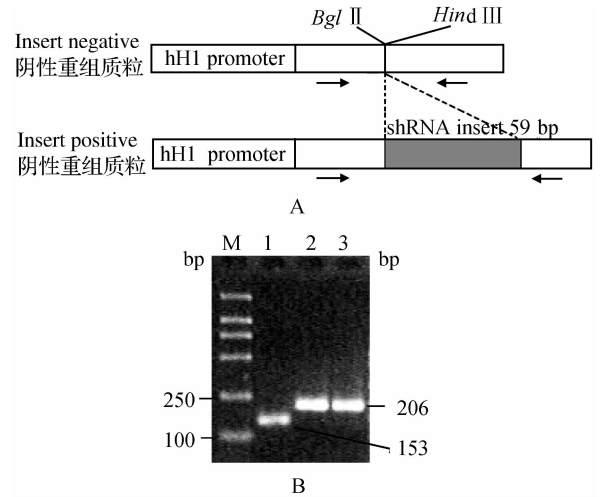 Bgl II
Hind III
Insert negative
阴性重组质粒
hH1 promoter
shRNA insert 59 bp
Insert positive
阴性重组质粒
hH1 promoter
A
M 1 2 3
bp
bp
250
206
100
153
B